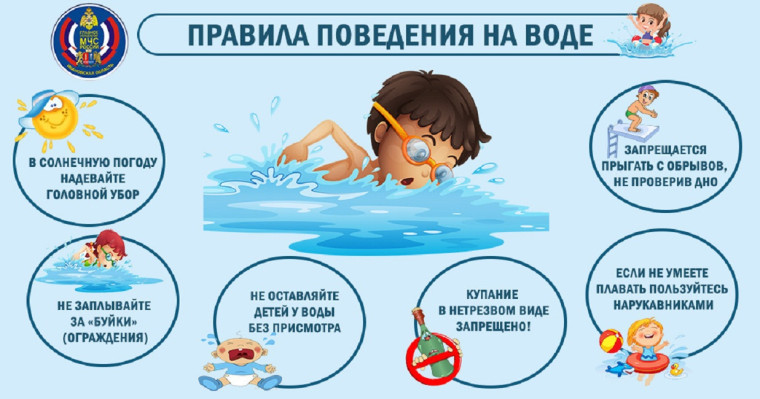 ПРАВИЛА ПОВЕДЕНИЯ НА ВОДЕ
МЧС
РОССИИ
В СОЛНЕЧНУЮ ПОГОДУ
НАДЕВАЙТЕ
ГОЛОВНОЙ УБОР
ЗАПРЕЩАЕТСЯ
ПРЫГАТЬ С ОБРЫВОВ,
НЕ ПРОВЕРИВ ДНО
НЕ ЗАПЛЫВАЙТЕ
ЗА «БУЙКИ»
(ОГРАЖДЕНИЯ)
НЕ ОСТАВЛЯЙТЕ
ДЕТЕЙ У ВОДЫ
БЕЗ ПРИСМОТРА
КУПАНИЕ
В НЕТРЕЗВОМ ВИДЕ
ЗАПРЕЩЕНО!
ЕСЛИ НЕ УМЕЕТЕ
ПЛАВАТЬ ПОЛЬЗУЙТЕСЬ
НАРУКАВНИКАМИ